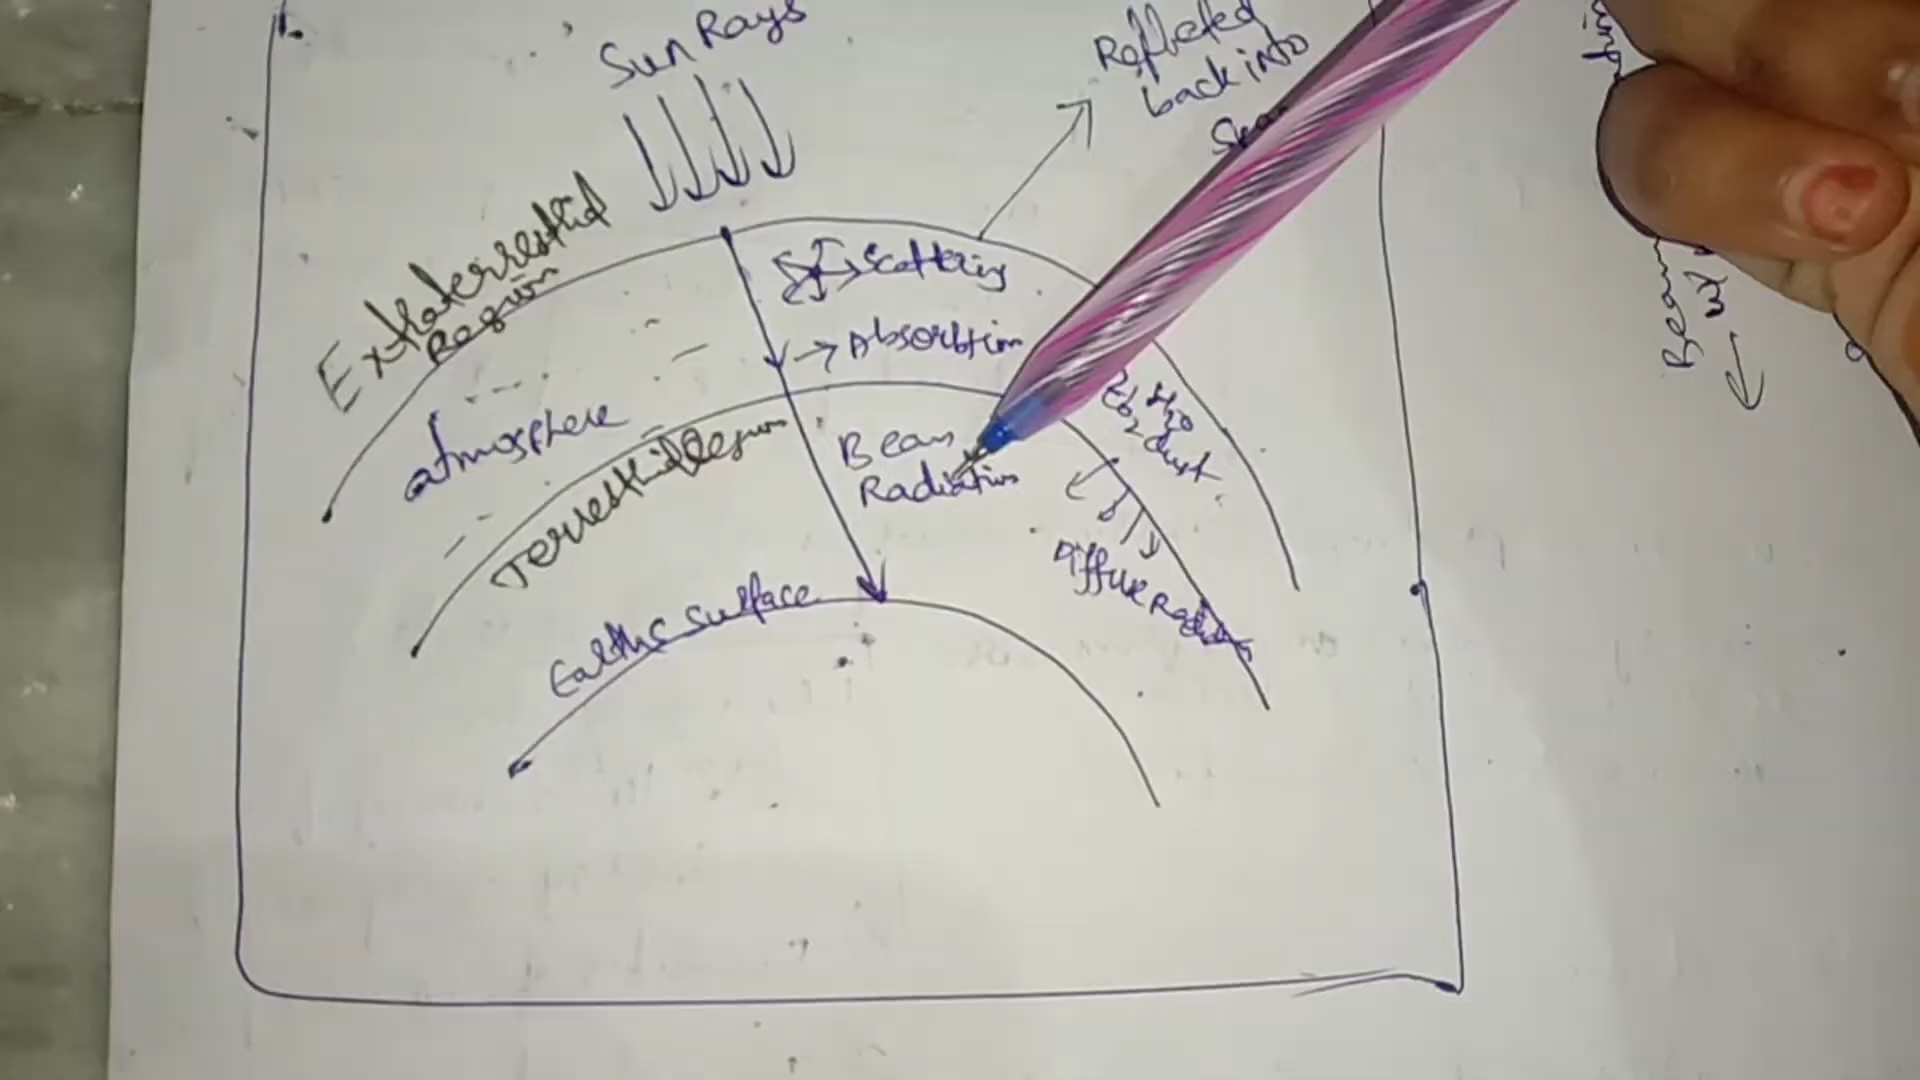 Sun Rays
Reflected
back into
Extraterrestrial
Region
Scattering
Absorbtion
atmosphere
Terrestrial Region
Beam
Radiation
H2O
CO2 dust
Diffuse Radiation
Earths surface